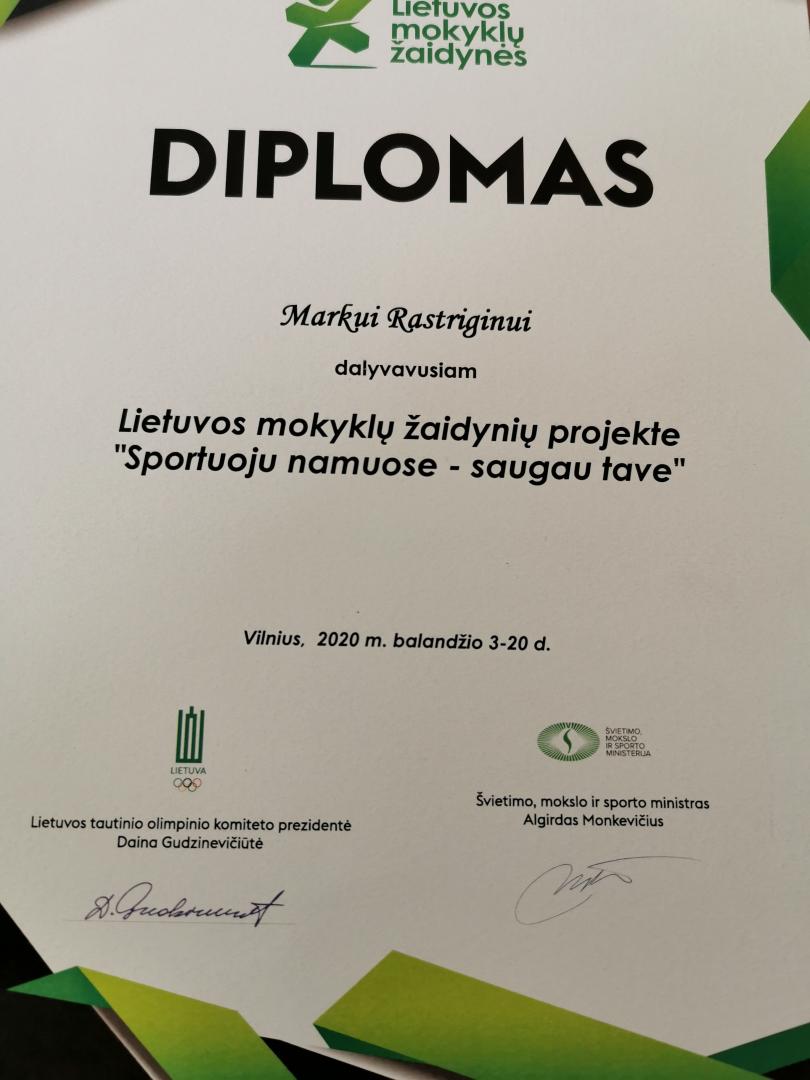 Lietuvos
mokyklų
žaidynės
DIPLOMAS
Markui Rastriginui
dalyvavusiam
Lietuvos mokyklų žaidynių projekte
"Sportuoju namuose - saugau tave"
Vilnius, 2020 m. balandžio 3-20 d.
LIETUVA
Lietuvos tautinio olimpinio komiteto prezidentė
Daina Gudzinevičiūtė
ŠVIETIMO,
MOKSLO
IR SPORTO
MINISTERIJA
Švietimo, mokslo ir sporto ministras
Algirdas Monkevičius